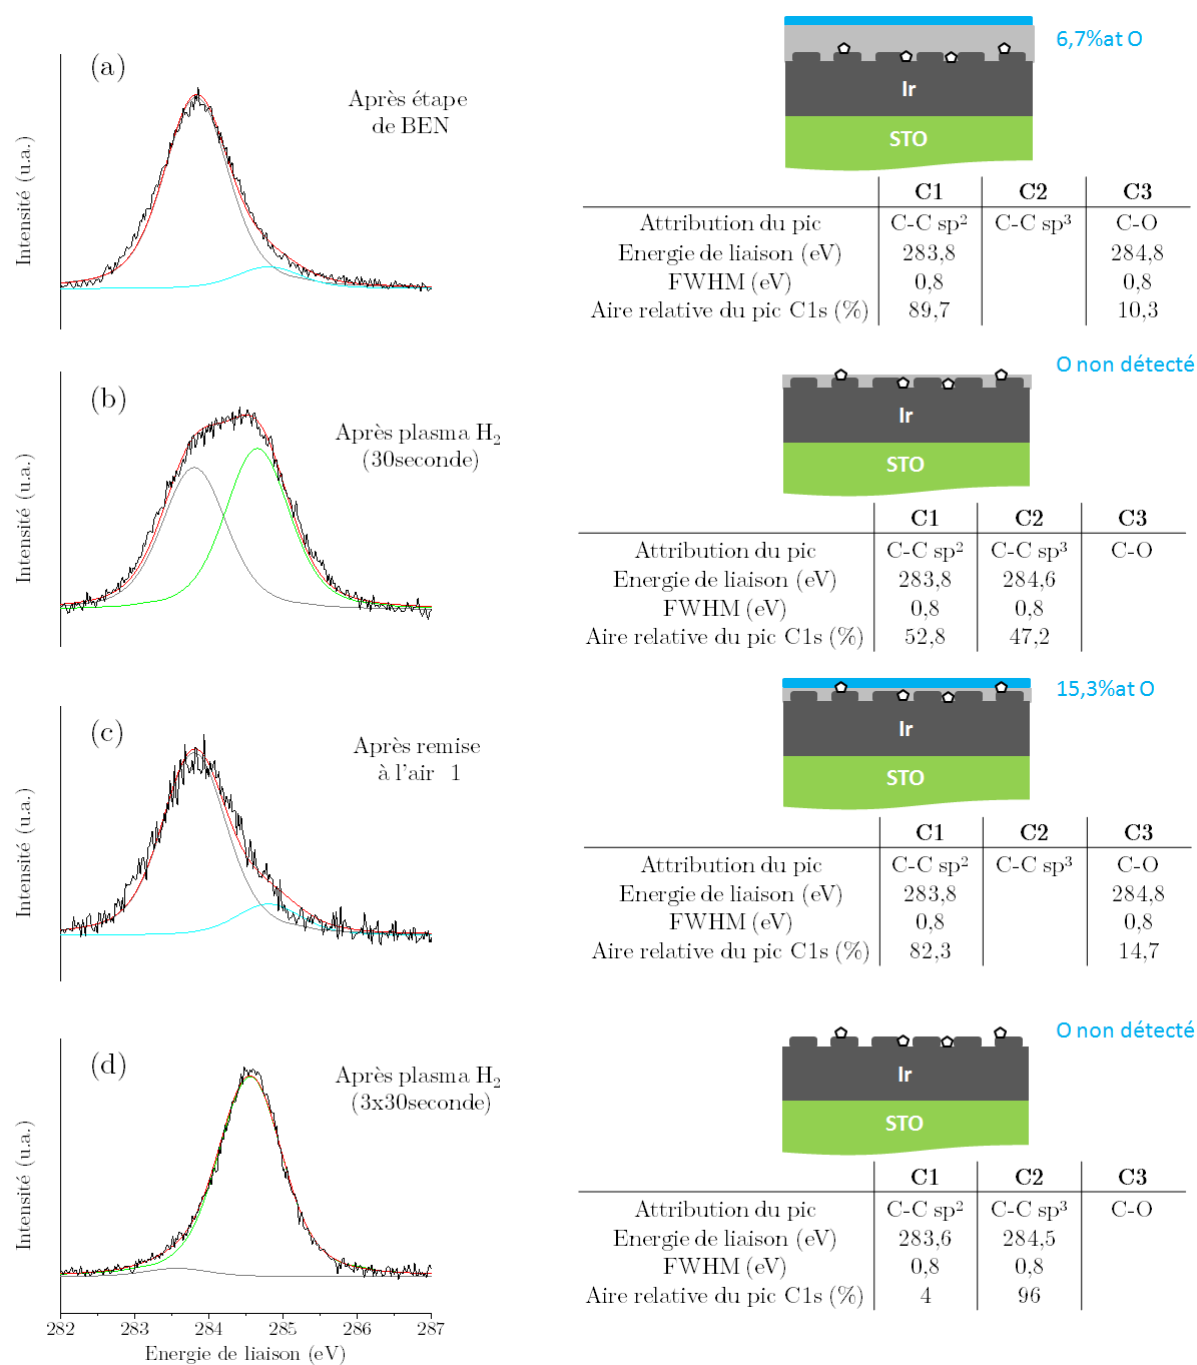 (a)
Après étape
de BEN
Intensité (u.a.)
6,7%at O
Ir
STO
C1 C2 C3
Attribution du pic C-C sp² C-C sp³ C-O
Energie de liaison (eV) 283,8 284,8
FWHM (eV) 0,8 0,8
Aire relative du pic C1s (%) 89,7 10,3
(b)
Après plasma H₂
(30seconde)
Intensité (u.a.)
O non détecté
Ir
STO
C1 C2 C3
Attribution du pic C-C sp² C-C sp³ C-O
Energie de liaison (eV) 283,8 284,6
FWHM (eV) 0,8 0,8
Aire relative du pic C1s (%) 52,8 47,2
(c)
Après remise
à l'air 1
Intensité (u.a.)
15,3%at O
Ir
STO
C1 C2 C3
Attribution du pic C-C sp² C-C sp³ C-O
Energie de liaison (eV) 283,8 284,8
FWHM (eV) 0,8 0,8
Aire relative du pic C1s (%) 82,3 14,7
(d)
Après plasma H₂
(3x30seconde)
Intensité (u.a.)
282 283 284 285 286 287
Energie de liaison (eV)
O non détecté
Ir
STO
C1 C2 C3
Attribution du pic C-C sp² C-C sp³ C-O
Energie de liaison (eV) 283,6 284,5
FWHM (eV) 0,8 0,8
Aire relative du pic C1s (%) 4 96